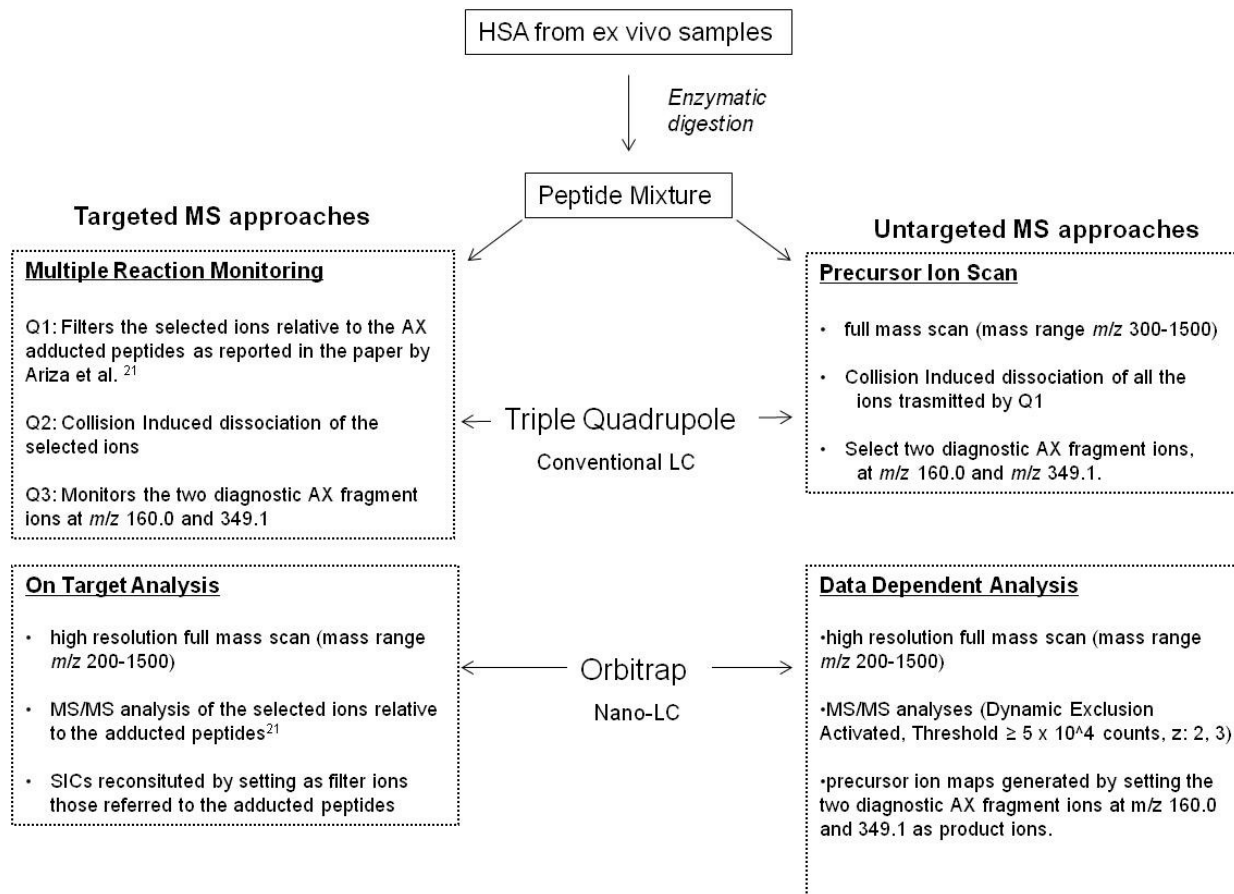 HSA from ex vivo samples
Enzymatic
digestion
Peptide Mixture
Targeted MS approaches
Untargeted MS approaches
Multiple Reaction Monitoring
Q1: Filters the selected ions relative to the AX
adducted peptides as reported in the paper by
Ariza et al. 21
Q2: Collision Induced dissociation of the
selected ions
Q3: Monitors the two diagnostic AX fragment
ions at m/z 160.0 and 349.1
Triple Quadrupole
Conventional LC
Precursor Ion Scan
• full mass scan (mass range m/z 300-1500)
• Collision Induced dissociation of all the
ions trasmitted by Q1
• Select two diagnostic AX fragment ions,
at m/z 160.0 and m/z 349.1.
On Target Analysis
• high resolution full mass scan (mass range
m/z 200-1500)
• MS/MS analysis of the selected ions relative
to the adducted peptides21
• SICs reconsituted by setting as filter ions
those referred to the adducted peptides
Orbitrap
Nano-LC
Data Dependent Analysis
•high resolution full mass scan (mass range
m/z 200-1500)
•MS/MS analyses (Dynamic Exclusion
Activated, Threshold ≥ 5 x 10^4 counts, z: 2, 3)
•precursor ion maps generated by setting the
two diagnostic AX fragment ions at m/z 160.0
and 349.1 as product ions.